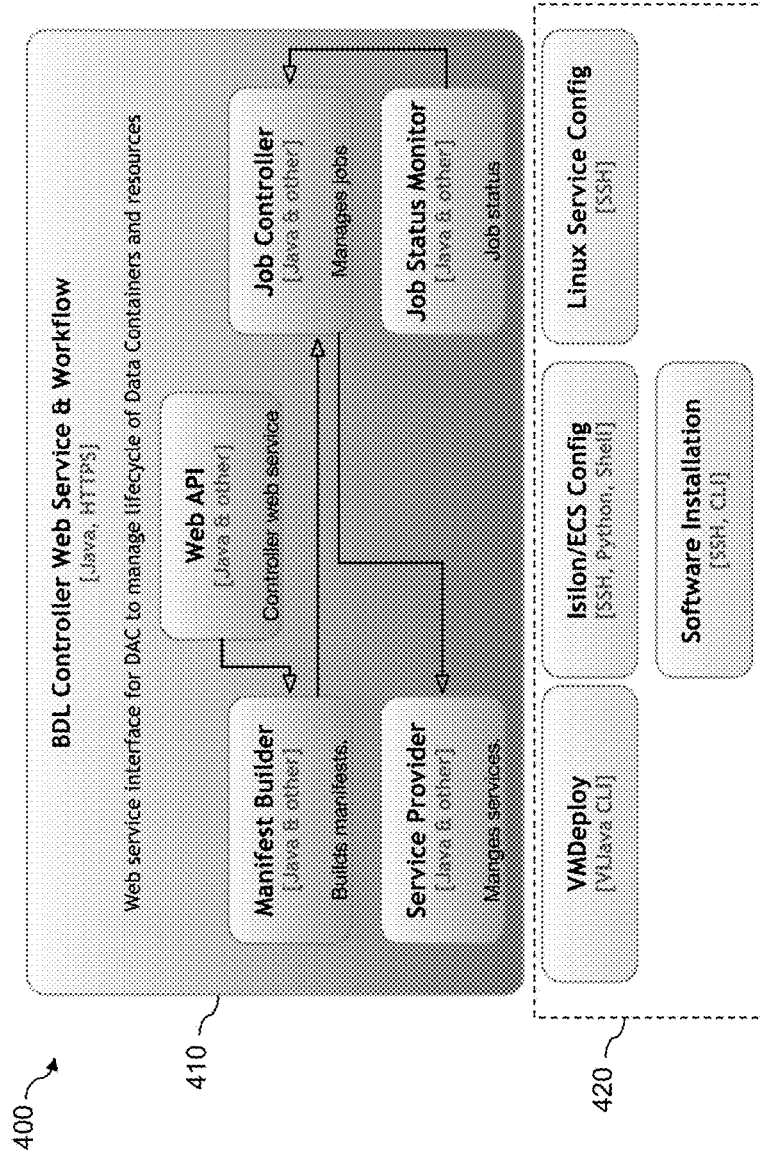 400
410
BDL Controller Web Service & Workflow
[Java, HTTPS]
Web service interface for DAC to manage lifecycle of Data Containers and resources
Web API
[Java & other]
Controller web service
Manifest Builder
[Java & other]
Builds manifests.
Job Controller
[Java & other]
Manages jobs
Service Provider
[Java & other]
Manges services.
Job Status Monitor
[Java & other]
Job status
420
VMDeploy
[VIJava CLI]
Isilon/ECS Config
[SSH, Python, Shell]
Linux Service Config
[SSH]
Software Installation
[SSH, CLI]